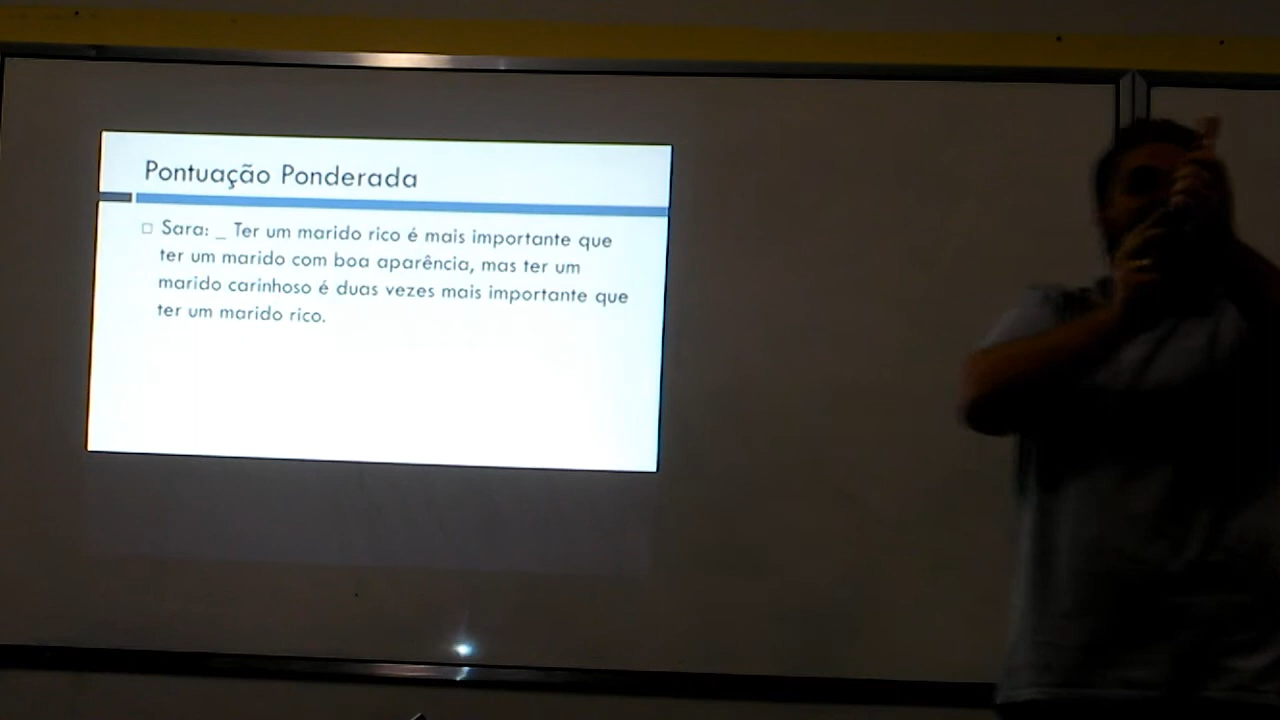 Pontuação Ponderada
Sara: _ Ter um marido rico é mais importante que
ter um marido com boa aparência, mas ter um
marido carinhoso é duas vezes mais importante que
ter um marido rico.